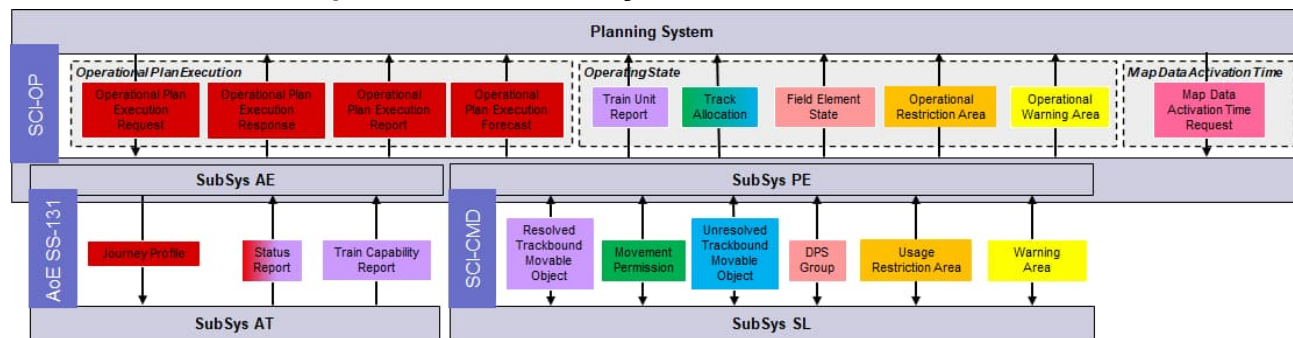 Planning System
SCI-OP
Operational Plan Execution
Operational Plan
Execution
Request
Operational Plan
Execution
Response
Operational
Plan Execution
Report
Operational
Plan Execution
Forecast
Operating State
Train Unit
Report
Track
Allocation
Field Element
State
Operational
Restriction Area
Operational
Warning Area
Map Data Activation Time
Map Data
Activation Time
Request
SubSys AE
SubSys PE
AoE SS-131
Journey Profile
Status
Report
Train Capability
Report
SCI-CMD
Resolved
Trackbound
Movable
Object
Movement
Permission
Unresolved
Trackbound
Movable
Object
DPS
Group
Usage
Restriction Area
Warning
Area
SubSys AT
SubSys SL